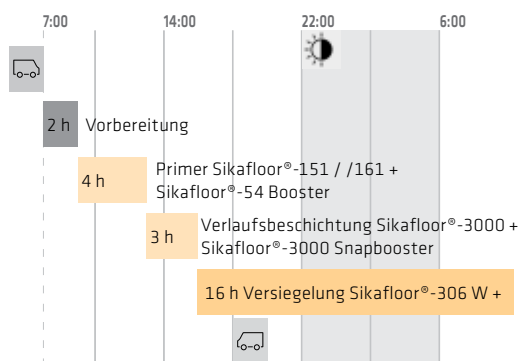 7:00 14:00 22:00 6:00
2 h Vorbereitung
4 h Primer Sikafloor®-151 / /161 +
Sikafloor®-54 Booster
3 h Verlaufsbeschichtung Sikafloor®-3000 +
Sikafloor®-3000 Snapbooster
16 h Versiegelung Sikafloor®-306 W +